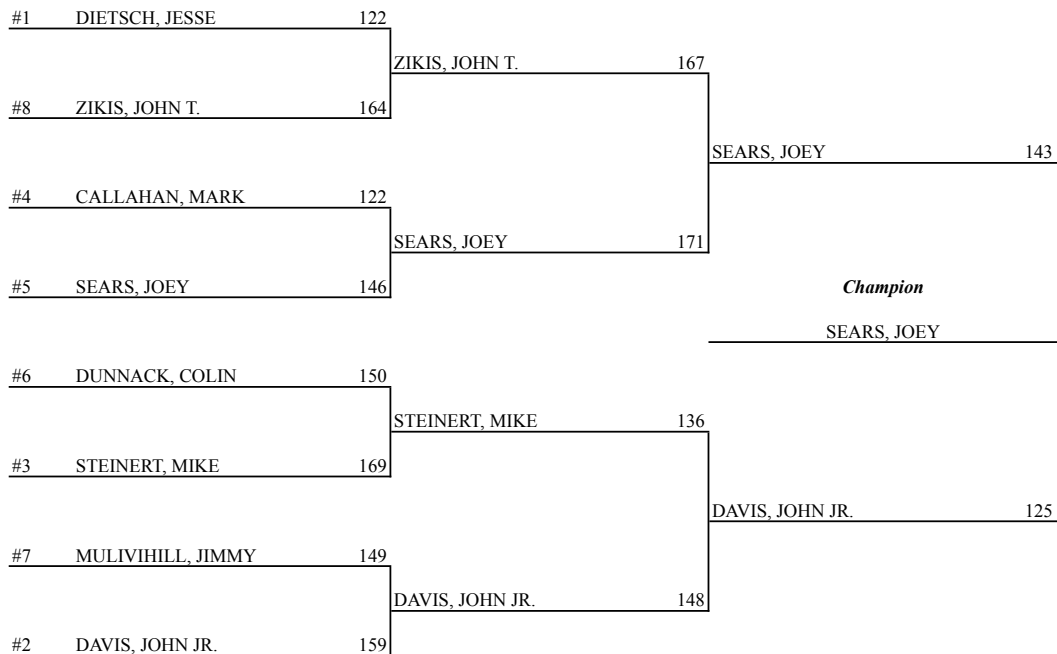 #1 DIETSCH, JESSE 122
ZIKIS, JOHN T. 167
#8 ZIKIS, JOHN T. 164
SEARS, JOEY 143
#4 CALLAHAN, MARK 122
SEARS, JOEY 171
#5 SEARS, JOEY 146
Champion
SEARS, JOEY
#6 DUNNACK, COLIN 150
STEINERT, MIKE 136
#3 STEINERT, MIKE 169
DAVIS, JOHN JR. 125
#7 MULIVIHILL, JIMMY 149
DAVIS, JOHN JR. 148
#2 DAVIS, JOHN JR. 159